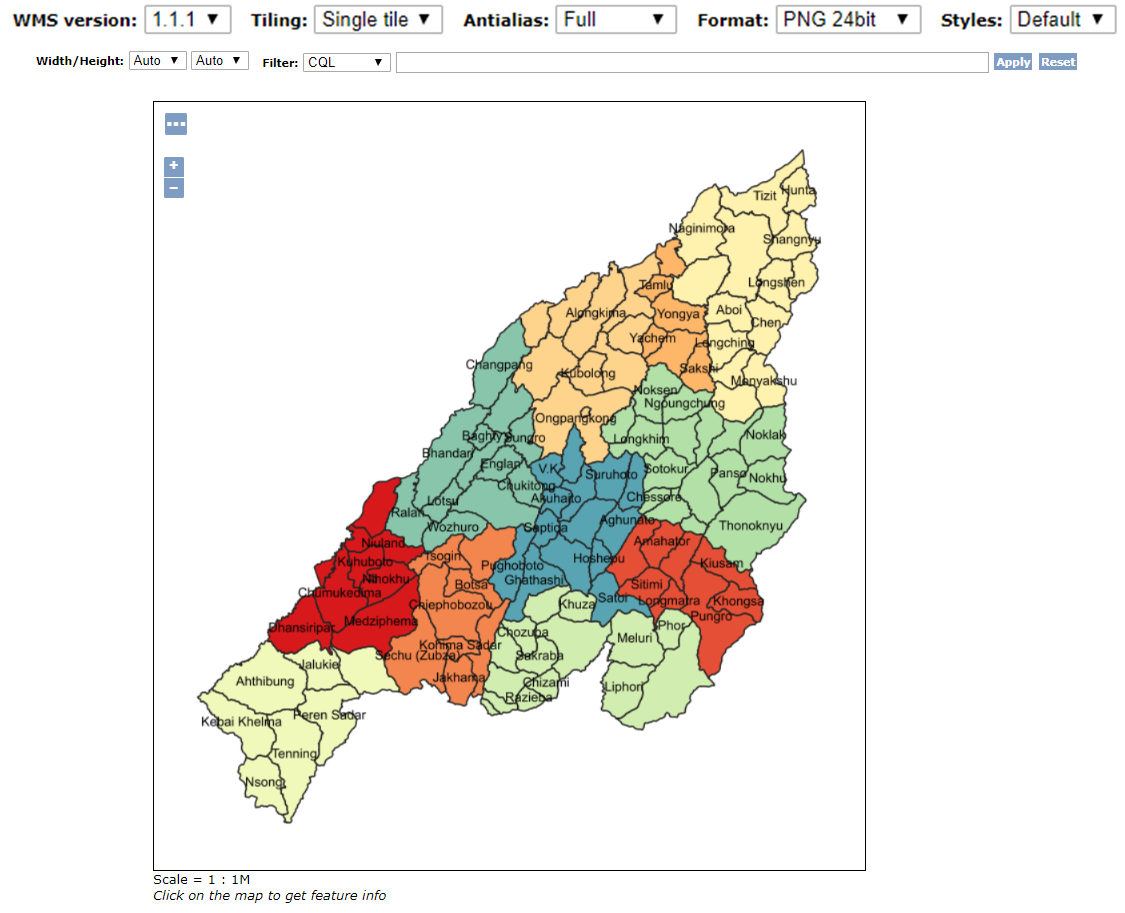 WMS version: 1.1.1 Tiling: Single tile Antialias: Full Format: PNG 24bit Styles: Default
Width/Height: Auto Auto Filter: CQL Apply Reset
+
−
Tizit Hunta
Naginimora
Shangnyu
Tamlu Longshen
Alongkima Yongya Aboi
Chen
Yachem Longching
Changpang Kubolong Sakshi
Monyakshu
Noksen
Ngoungchung
Ongpangkong
Baghty Sungro Longkhim Noklak
Bhandari
Englan V.K Suruhoto Sotokur Panso Noknu
Chukitong
Akuhaito Chessore
Lotsu
Ralan Aghunato
Wozhuro Saptiqa Thonoknyu
Niuland Amahator
Tsogin Pughoboto Hoshepu Kiusam
Kuhuboto
Nihokhu Botsa Ghathashi Sitimi
Chumukedima
Chiephobozou Khuza Satoi Longmatra Khongsa
Medziphema Pungro
Dhansiripar Chozuba Phor
Meluri
Kohima Sadar
Sechu (Zubza) Sakraba
Jalukie
Jakhama
Ahthibung Chizami Liphori
Razieba
Kebai Khelma Peren Sadar
Tenning
Nsong
Scale = 1 : 1M
Click on the map to get feature info